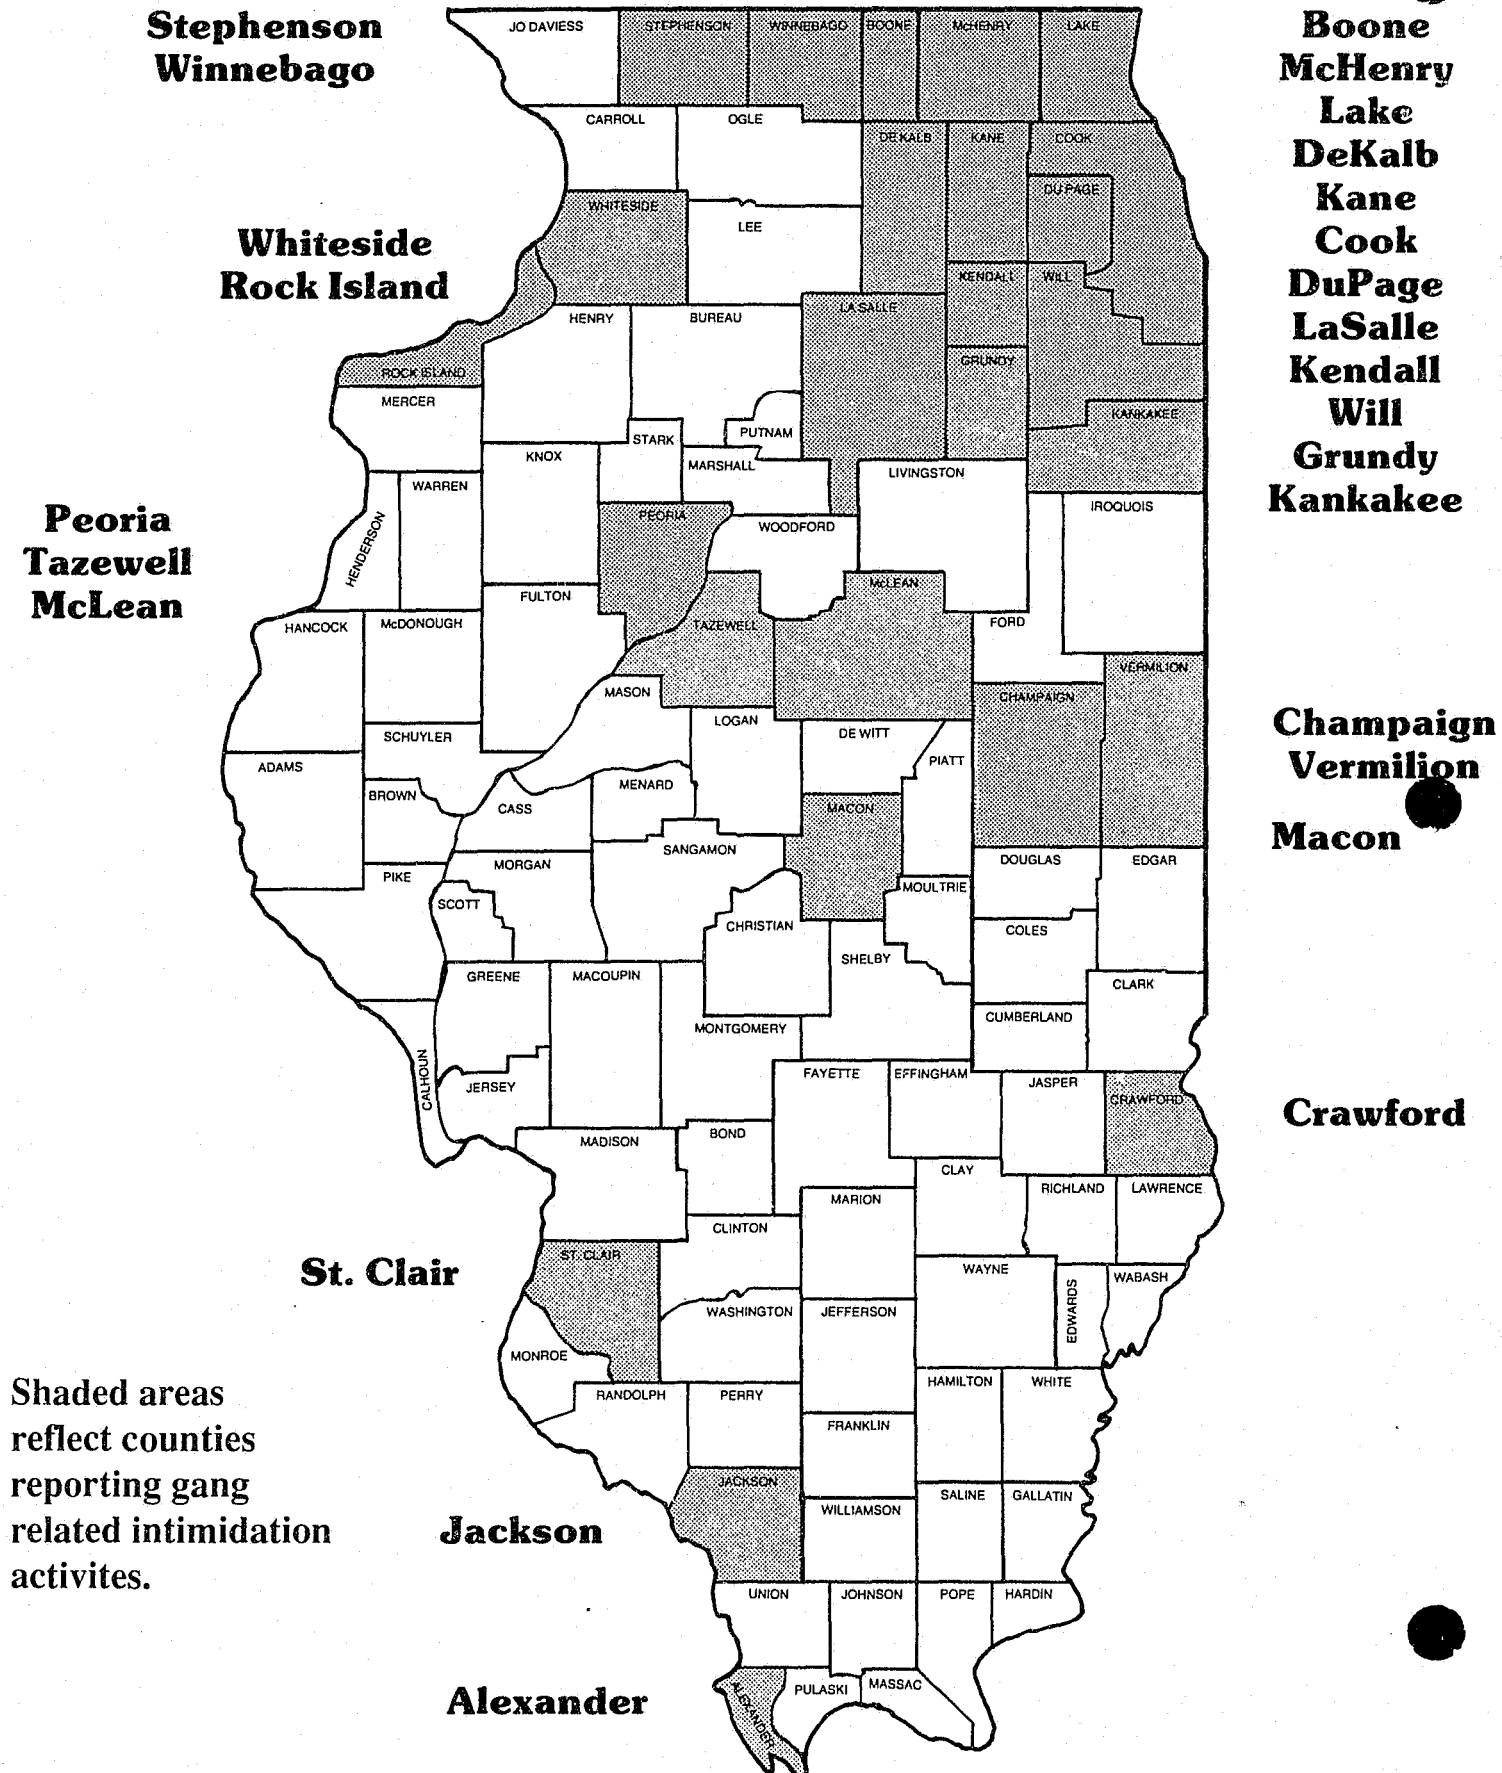 Stephenson
Winnebago
Whiteside
Rock Island
Peoria
Tazewell
McLean
St. Clair
Shaded areas
reflect counties
reporting gang
related intimidation
activites.
Jackson
Alexander
JO DAVIESS
STEPHENSON
WINNEBAGO
BOONE
McHENRY
LAKE
CARROLL
OGLE
DE KALB
KANE
COOK
DU PAGE
WHITESIDE
LEE
KENDALL
WILL
HENRY
BUREAU
LA SALLE
GRUNDY
ROCK ISLAND
MERCER
KANKAKEE
STARK
PUTNAM
KNOX
MARSHALL
LIVINGSTON
WARREN
HENDERSON
PEORIA
WOODFORD
IROQUOIS
McLEAN
FULTON
TAZEWELL
FORD
HANCOCK
McDONOUGH
VERMILION
MASON
CHAMPAIGN
LOGAN
DE WITT
SCHUYLER
PIATT
ADAMS
BROWN
CASS
MENARD
MACON
SANGAMON
MORGAN
DOUGLAS
EDGAR
PIKE
MOULTRIE
SCOTT
CHRISTIAN
COLES
SHELBY
GREENE
MACOUPIN
CLARK
CUMBERLAND
MONTGOMERY
CALHOUN
JERSEY
FAYETTE
EFFINGHAM
JASPER
CRAWFORD
MADISON
BOND
CLAY
RICHLAND
LAWRENCE
MARION
CLINTON
ST. CLAIR
WAYNE
WABASH
EDWARDS
WASHINGTON
JEFFERSON
MONROE
RANDOLPH
PERRY
HAMILTON
WHITE
FRANKLIN
JACKSON
WILLIAMSON
SALINE
GALLATIN
UNION
JOHNSON
POPE
HARDIN
PULASKI
MASSAC
ALEXANDER
Boone
McHenry
Lake
DeKalb
Kane
Cook
DuPage
LaSalle
Kendall
Will
Grundy
Kankakee
Champaign
Vermilion
Macon
Crawford